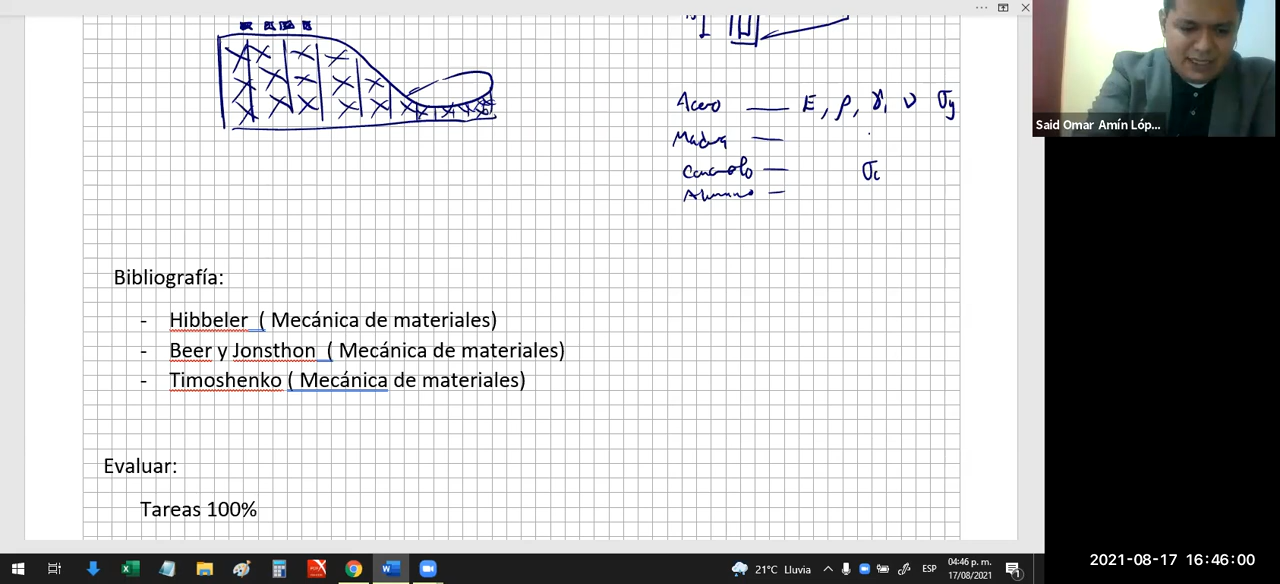 Acero — E, ρ, γ, ν σy
Said Omar Amín Lóp...
Madera —
Concreto — σc
Aluminio —
Bibliografía:
- Hibbeler ( Mecánica de materiales)
- Beer y Jonsthon ( Mecánica de materiales)
- Timoshenko ( Mecánica de materiales)
Evaluar:
Tareas 100%
21°C Lluvia
ESP
04:46 p. m.
17/08/2021
2021-08-17 16:46:00